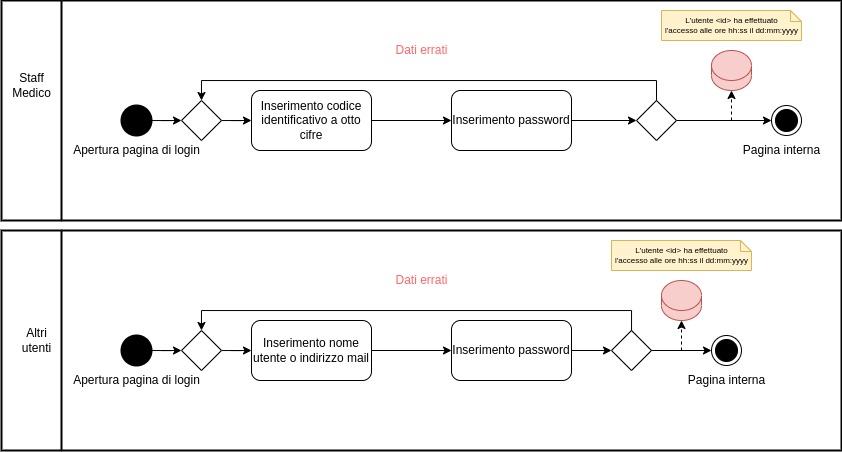 L'utente <id> ha effettuato
l'accesso alle ore hh:ss il dd:mm:yyyy
Dati errati
Staff
Medico
Inserimento codice
identificativo a otto
cifre
Inserimento password
Apertura pagina di login
Pagina interna
L'utente <id> ha effettuato
l'accesso alle ore hh:ss il dd:mm:yyyy
Dati errati
Altri
utenti
Inserimento nome
utente o indirizzo mail
Inserimento password
Apertura pagina di login
Pagina interna